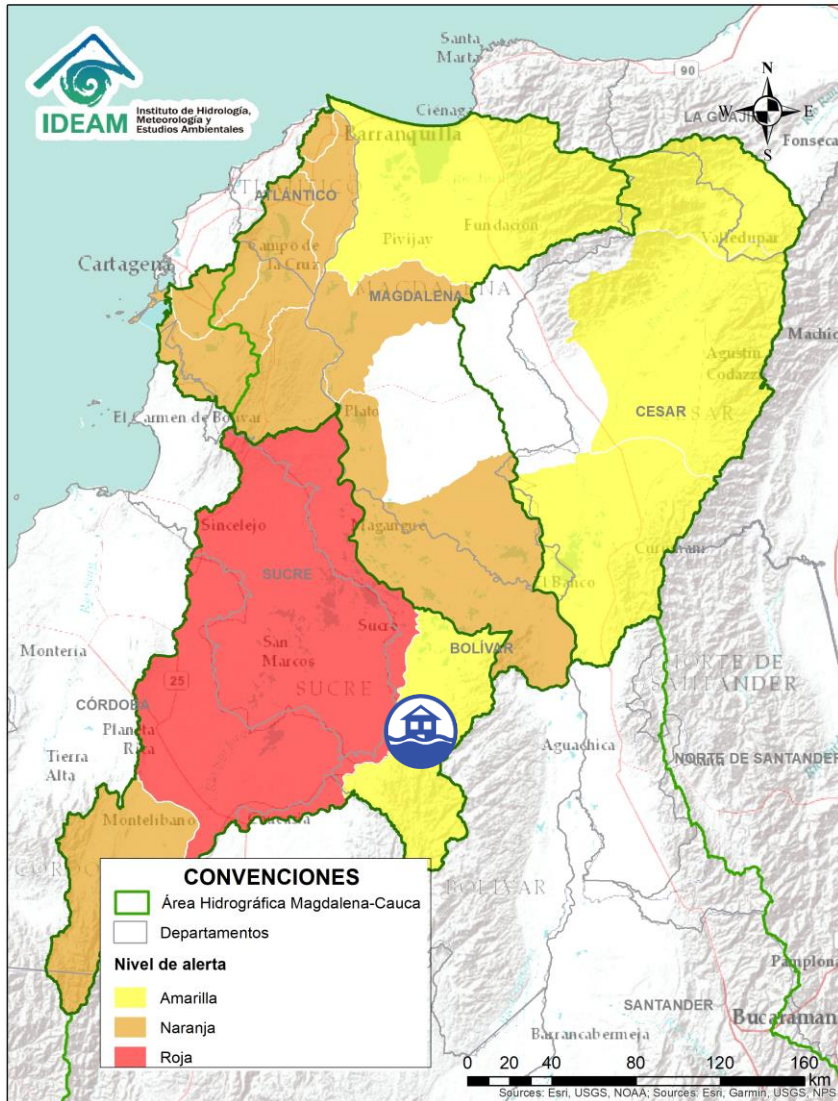 IDEAM
Instituto de Hidrología,
Meteorología y
Estudios Ambientales
Santa
Marta
90
N
W
E
S
Ciénaga
LA GUAJIRA
Fonseca
Barranquilla
ATLÁNTICO
Pivijay
Fundación
Valledupar
Cartagena
Campo de
la Cruz
MAGDALENA
Agustín
Codazzi
El Carmen de Bolívar
Plato
CESAR
Sincelejo
Magangué
SUCRE
El Banco
Sucre
BOLÍVAR
Montería
San
Marcos
SUCRE
NORTE DE
SANTANDER
25
CÓRDOBA
Planeta
Rica
Tierra
Alta
Aguachica
NORTE DE SANTANDER
Montelíbano
BOLÍVAR
CONVENCIONES
Área Hidrográfica Magdalena-Cauca
Departamentos
Nivel de alerta
Amarilla
Naranja
Roja
Pamplona
SANTANDER
Bucaraman
Barrancabermeja
0 20 40 80 120 160
km
Sources: Esri, USGS, NOAA; Sources: Esri, Garmin, USGS, NPS